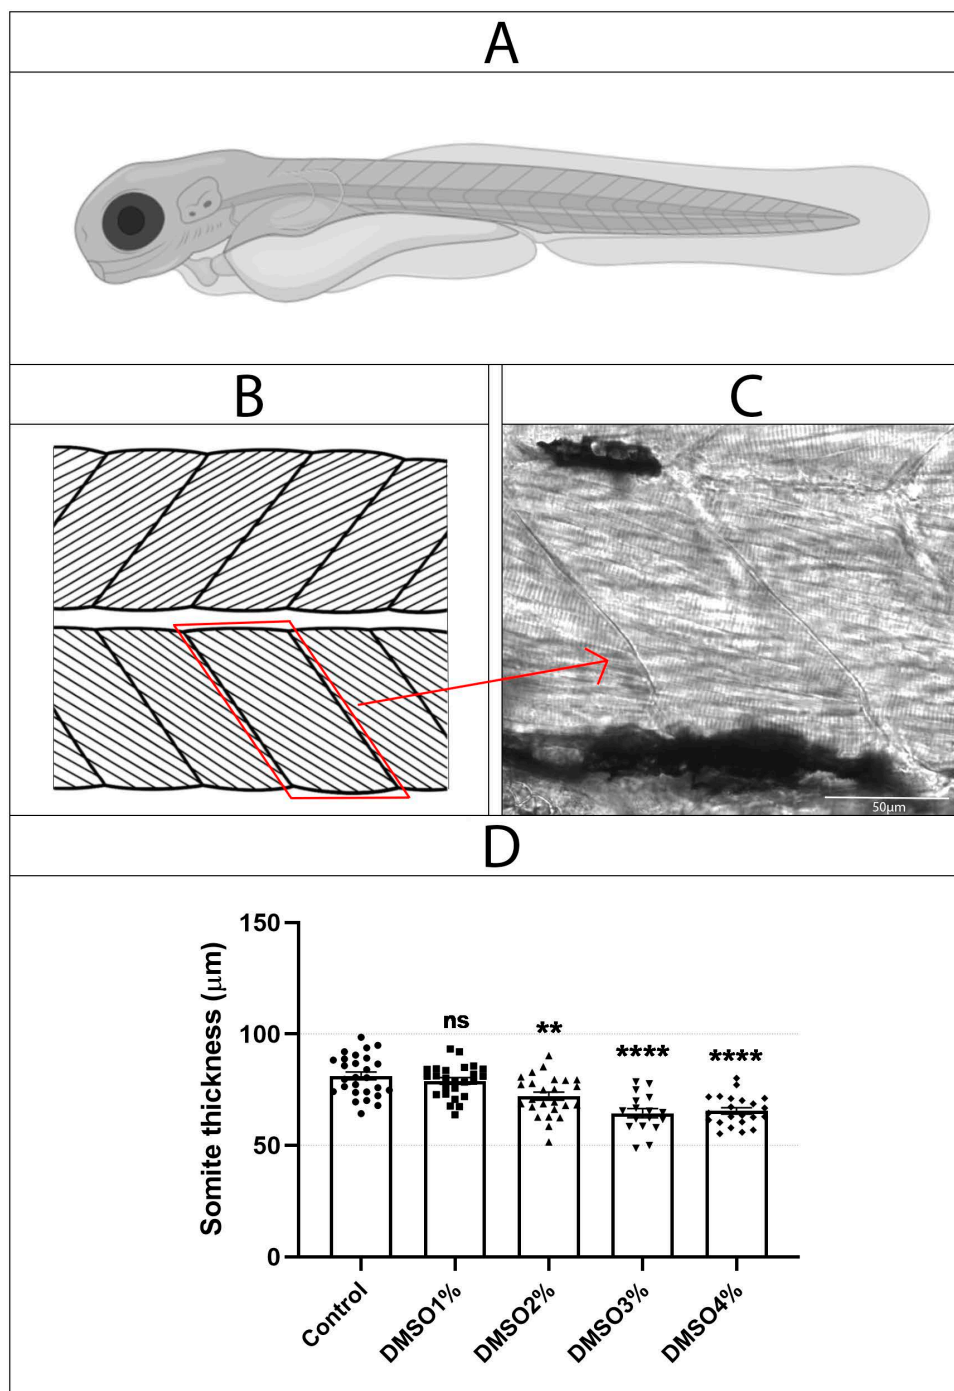 A
B
C
50μm
D
Somite thickness (μm)
150
100
50
0
ns
**
****
****
Control
DMSO1%
DMSO2%
DMSO3%
DMSO4%